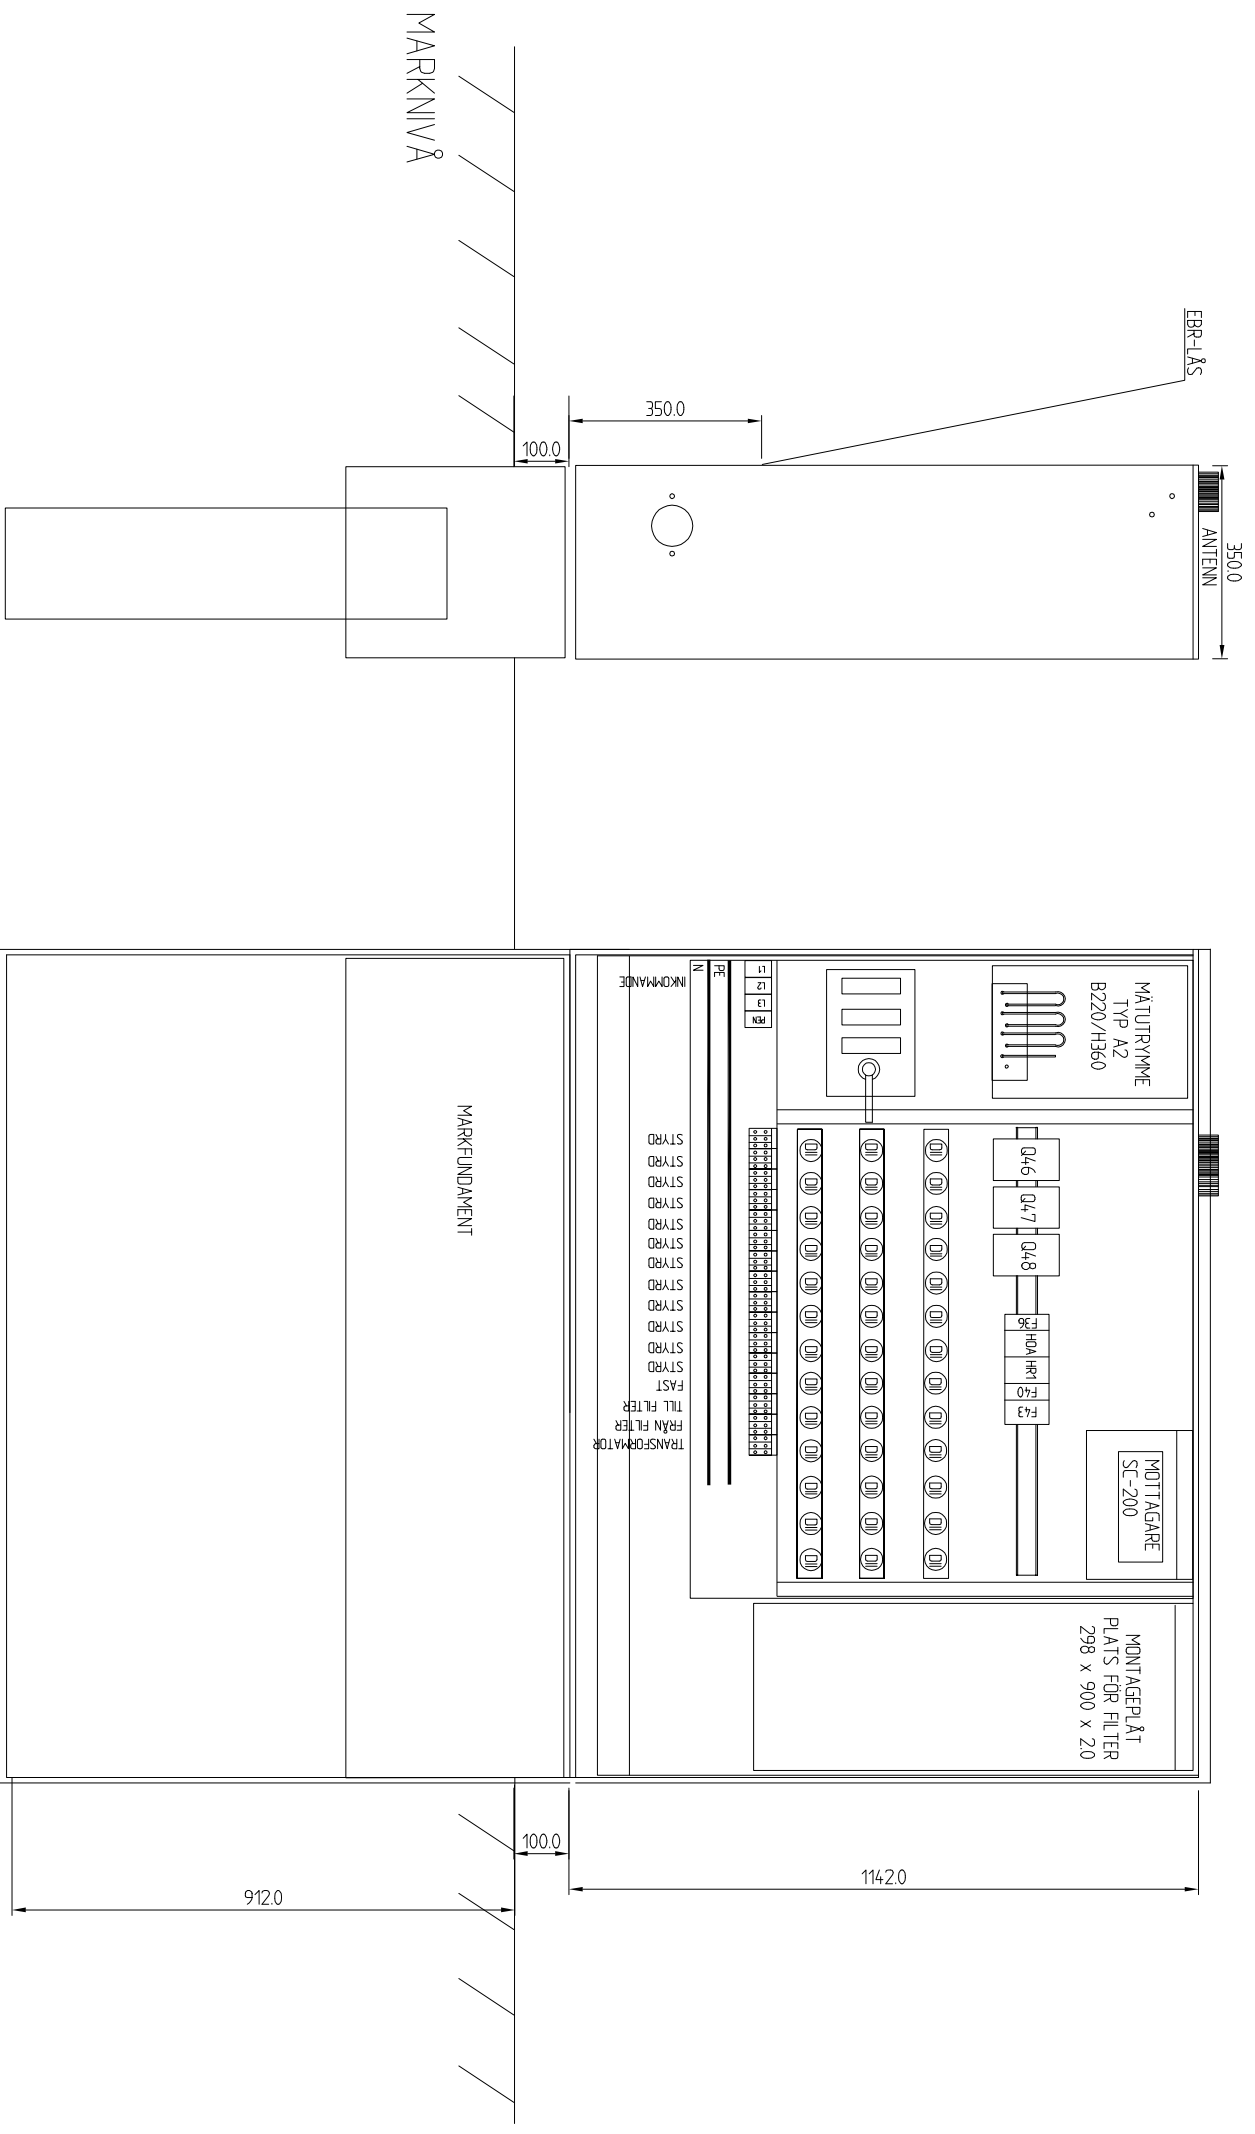 MARKNIVÅ
EBR-LÅS
350.0
100.0
350.0
ANTENN
MÄTUTRYMME
TYP A2
B220/H360
L1
L2
L3
PEN
PE
N
INKOMMANDE
Q46
Q47
Q48
F36
HOA
HR1
F40
F43
MOTTAGARE
SC-200
STYRD
STYRD
STYRD
STYRD
STYRD
STYRD
STYRD
STYRD
STYRD
STYRD
STYRD
STYRD
FAST
TILL FILTER
FRÅN FILTER
TRANSFORMATOR
MONTAGEPLÅT
PLATS FÖR FILTER
298 x 900 x 2.0
MARKFUNDAMENT
100.0
1142.0
912.0